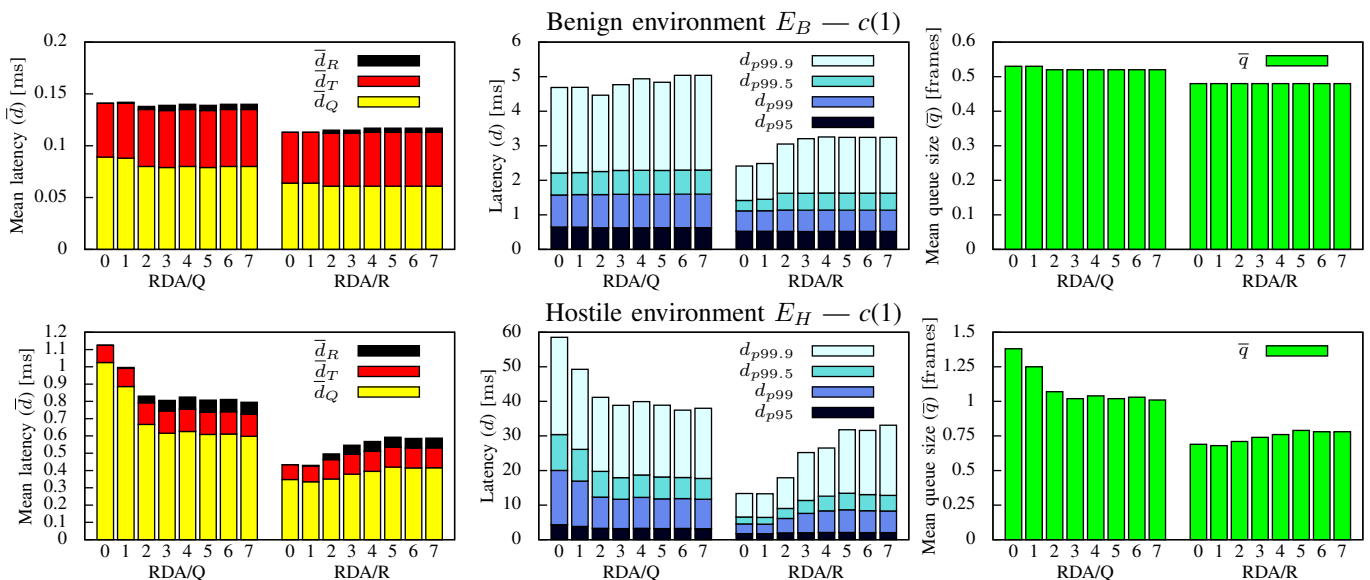 Benign environment E_B — c(1)
Mean latency (d̅) [ms]
0.2
0.15
0.1
0.05
0
d̅_R
d̅_T
d̅_Q
0 1 2 3 4 5 6 7 0 1 2 3 4 5 6 7
RDA/Q RDA/R
Latency (d) [ms]
6
5
4
3
2
1
0
d_p99.9
d_p99.5
d_p99
d_p95
0 1 2 3 4 5 6 7 0 1 2 3 4 5 6 7
RDA/Q RDA/R
Mean queue size (q̅) [frames]
0.6
0.5
0.4
0.3
0.2
0.1
0
q̅
0 1 2 3 4 5 6 7 0 1 2 3 4 5 6 7
RDA/Q RDA/R
Hostile environment E_H — c(1)
Mean latency (d̅) [ms]
1.2
1.1
1
0.9
0.8
0.7
0.6
0.5
0.4
0.3
0.2
0.1
0
d̅_R
d̅_T
d̅_Q
0 1 2 3 4 5 6 7 0 1 2 3 4 5 6 7
RDA/Q RDA/R
Latency (d) [ms]
60
50
40
30
20
10
0
d_p99.9
d_p99.5
d_p99
d_p95
0 1 2 3 4 5 6 7 0 1 2 3 4 5 6 7
RDA/Q RDA/R
Mean queue size (q̅) [frames]
1.5
1.25
1
0.75
0.5
0.25
0
q̅
0 1 2 3 4 5 6 7 0 1 2 3 4 5 6 7
RDA/Q RDA/R